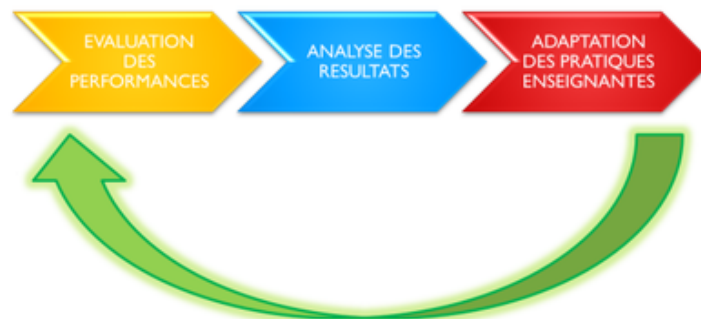 EVALUATION
DES
PERFORMANCES
ANALYSE DES
RESULTATS
ADAPTATION
DES PRATIQUES
ENSEIGNANTES